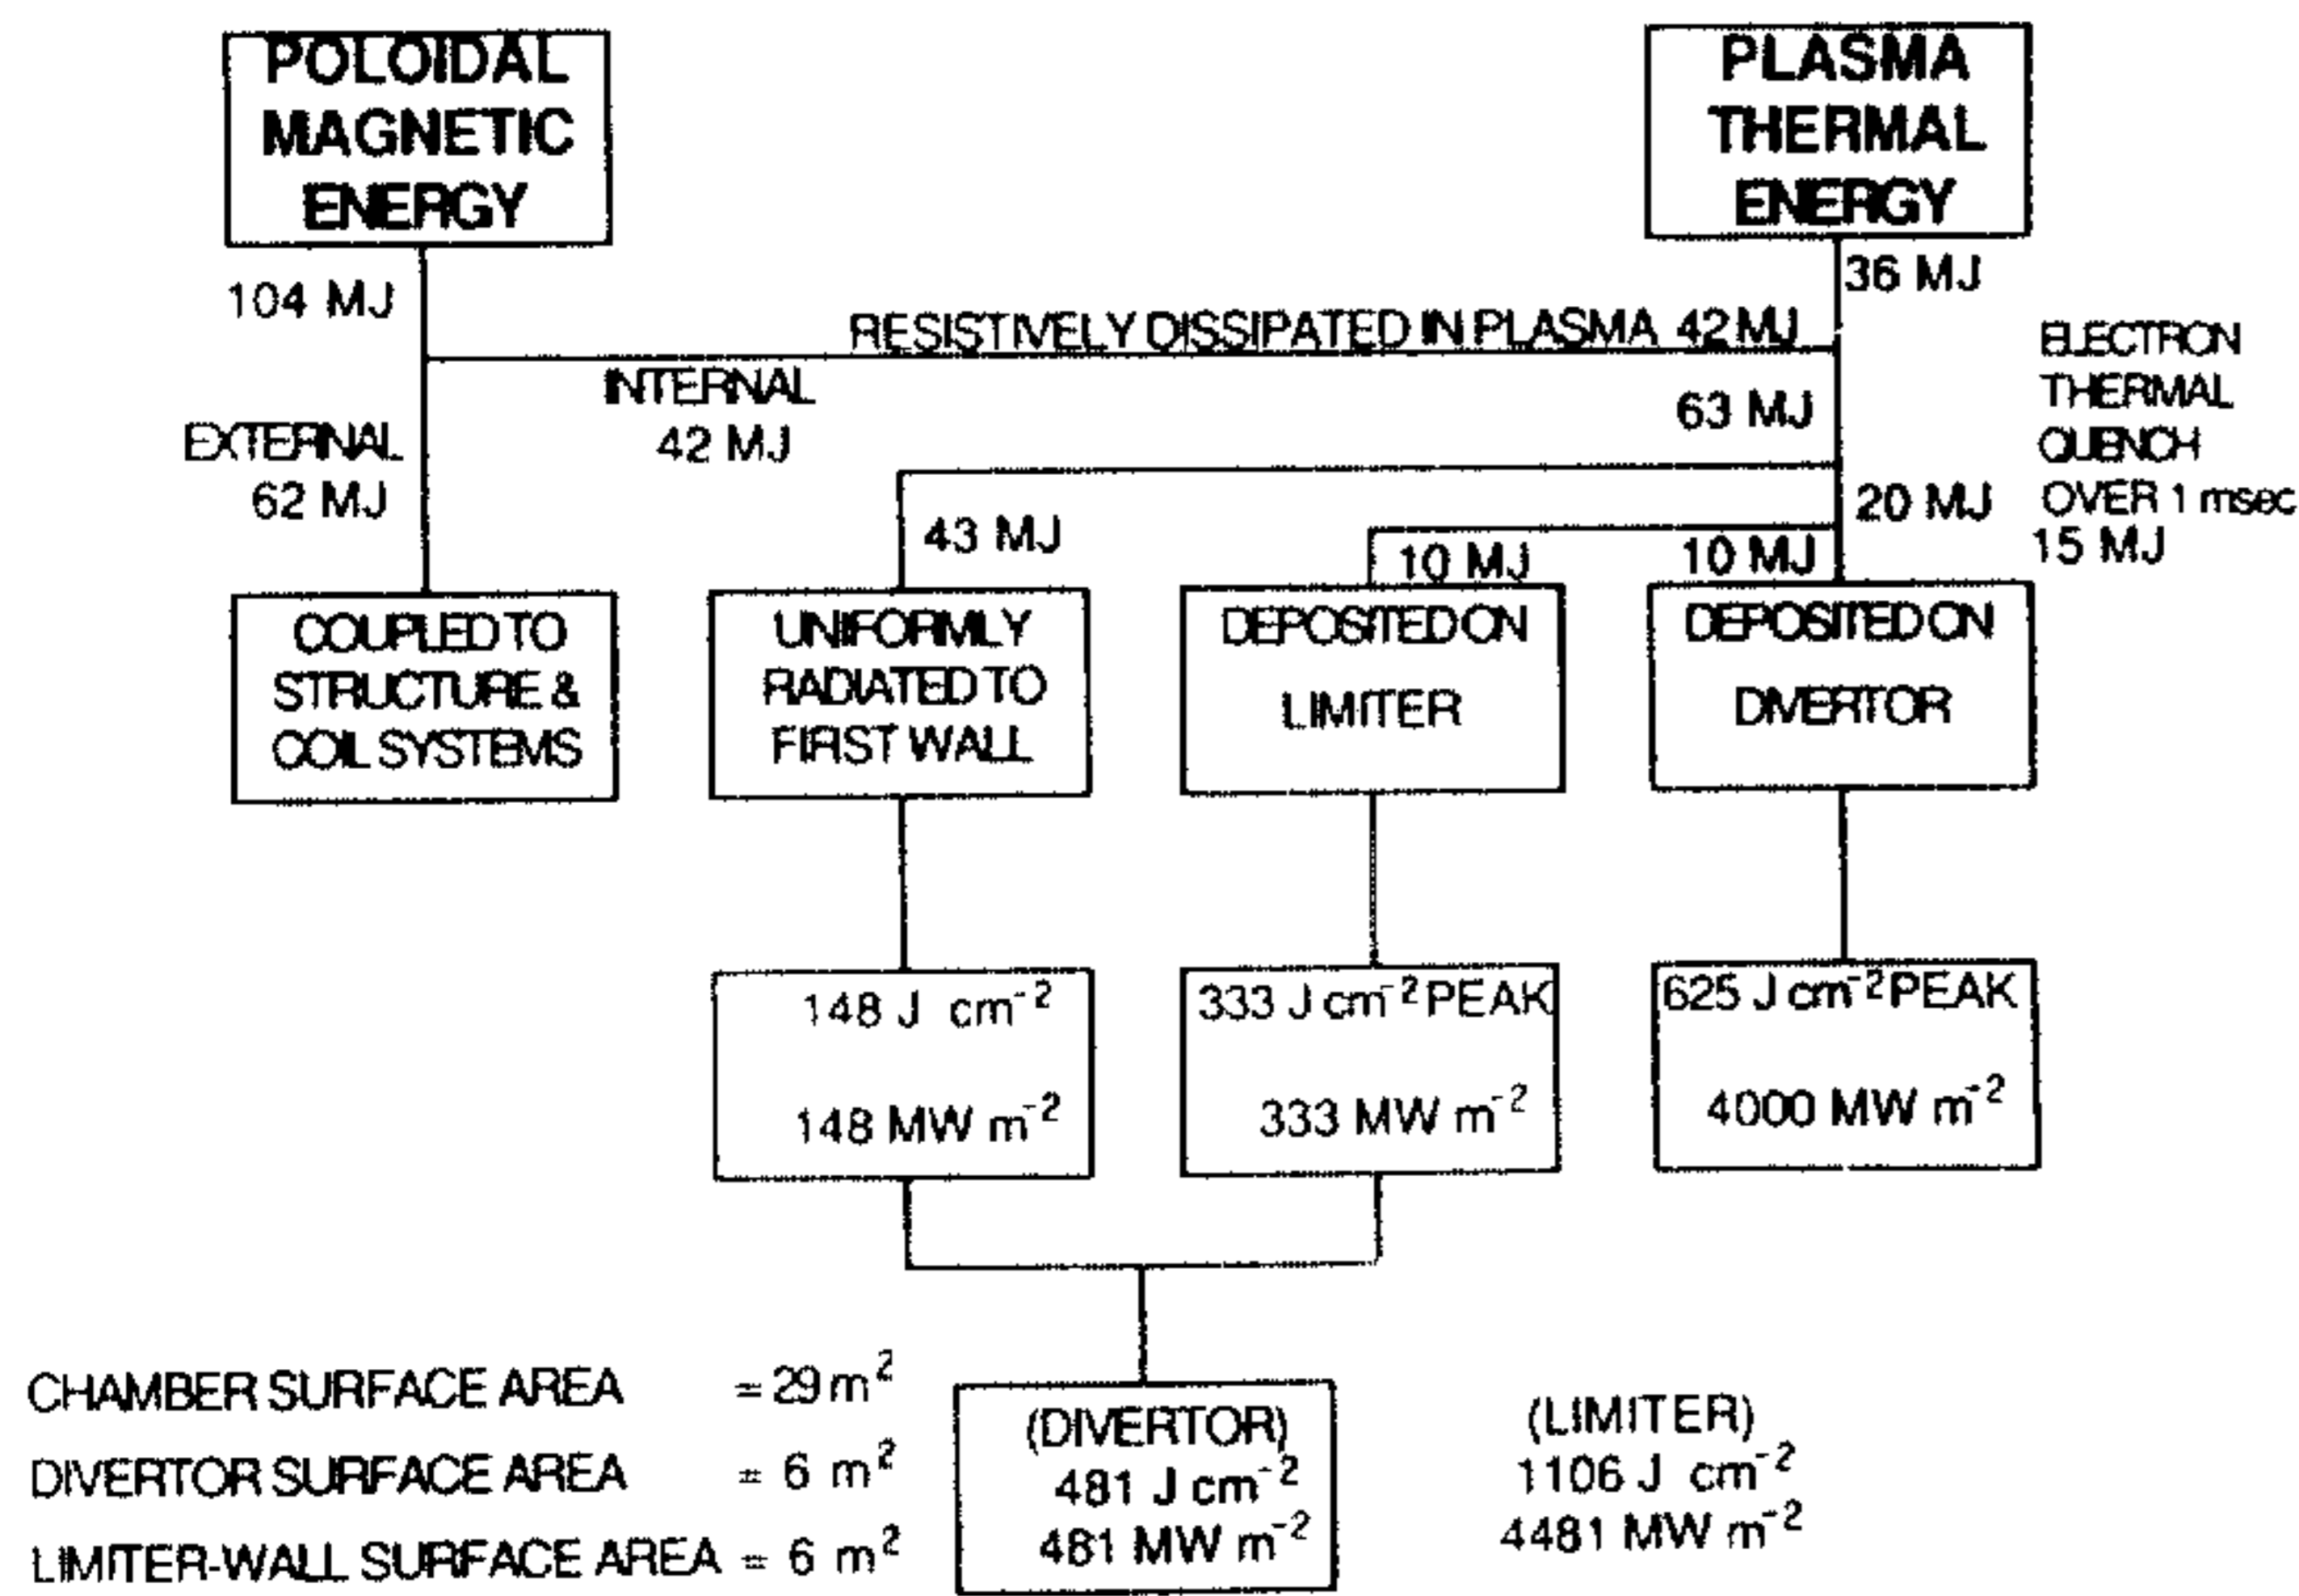 POLOIDAL
MAGNETIC
ENERGY
PLASMA
THERMAL
ENERGY
104 MJ
36 MJ
RESISTIVELY DISSIPATED IN PLASMA 42 MJ
INTERNAL
42 MJ
EXTERNAL
62 MJ
63 MJ
ELECTRON
THERMAL
QUENCH
OVER 1 msec
15 MJ
43 MJ
20 MJ
10 MJ
10 MJ
COUPLED TO
STRUCTURE &
COIL SYSTEMS
UNIFORMLY
RADIATED TO
FIRST WALL
DEPOSITED ON
LIMITER
DEPOSITED ON
DIVERTOR
148 J cm⁻²
148 MW m⁻²
333 J cm⁻² PEAK
333 MW m⁻²
625 J cm⁻² PEAK
4000 MW m⁻²
CHAMBER SURFACE AREA = 29 m²
DIVERTOR SURFACE AREA = 6 m²
LIMITER-WALL SURFACE AREA = 6 m²
(DIVERTOR)
481 J cm⁻²
481 MW m⁻²
(LIMITER)
1106 J cm⁻²
4481 MW m⁻²